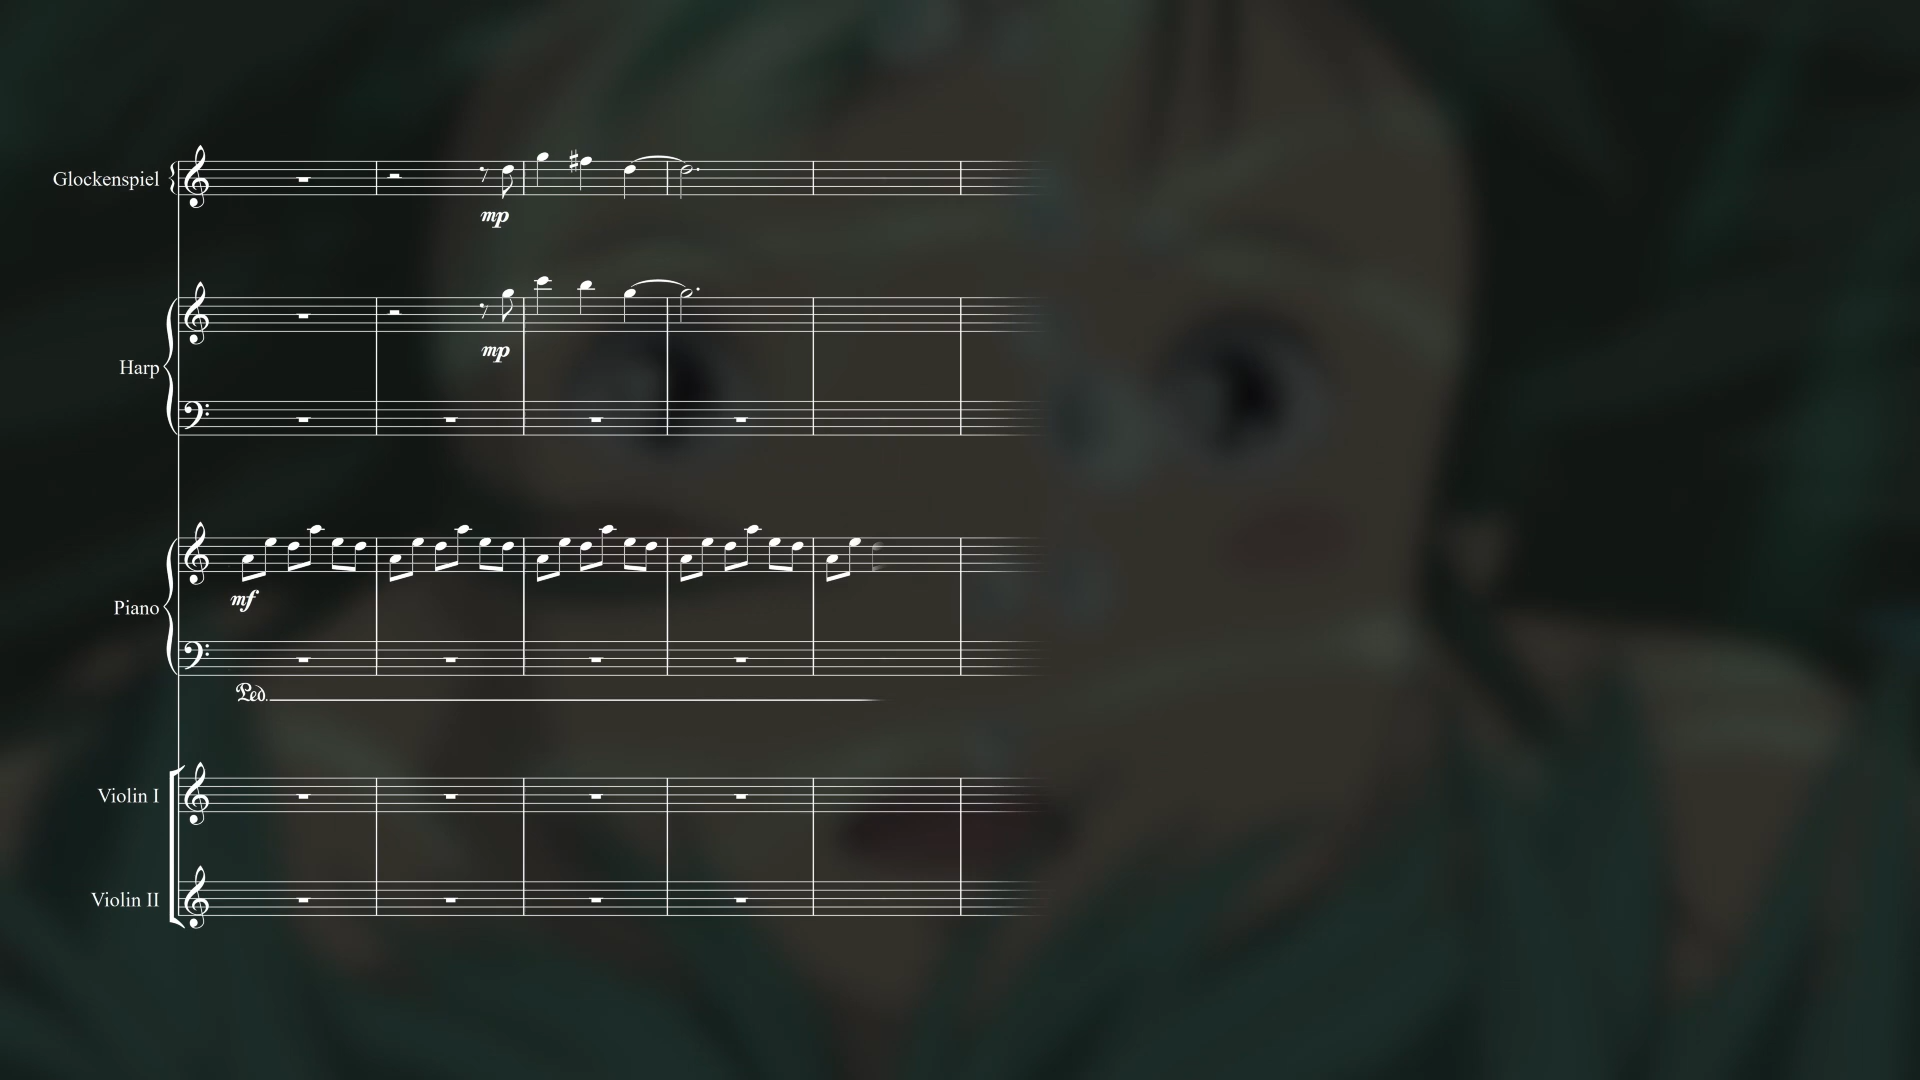 Glockenspiel
mp
Harp
mp
Piano
mf
Ped.
Violin I
Violin II